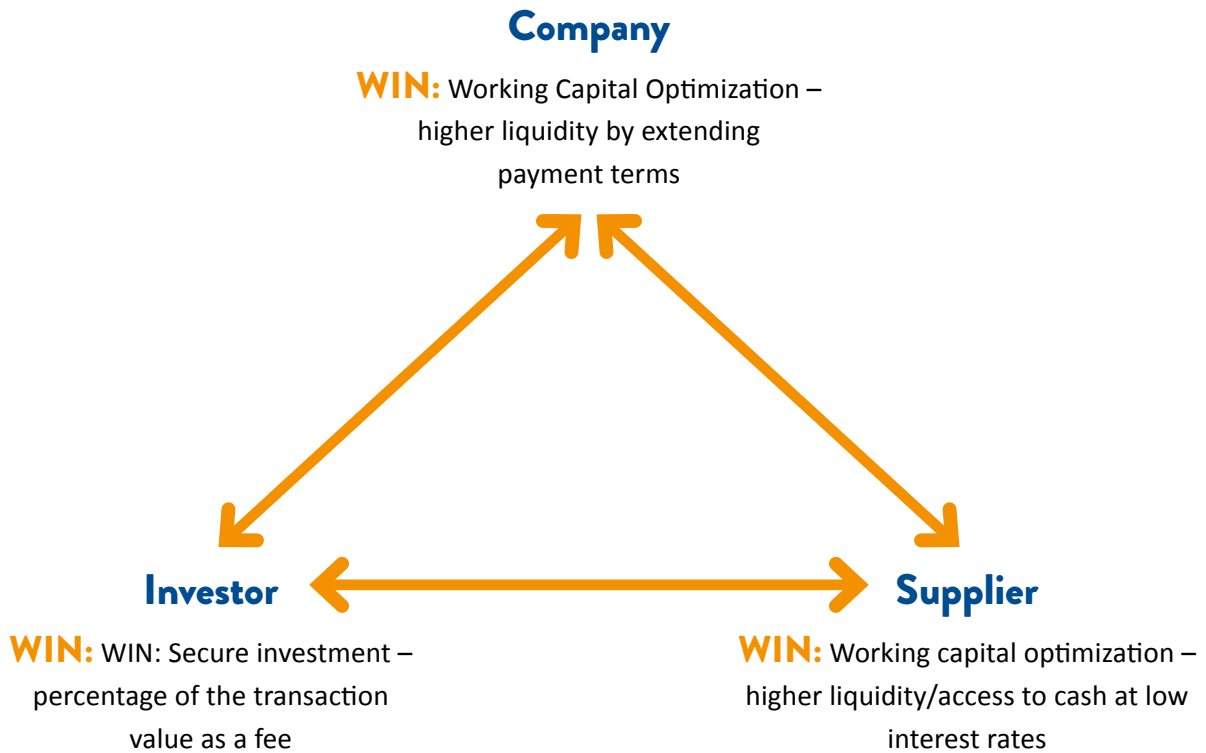 Company
WIN: Working Capital Optimization –
higher liquidity by extending
payment terms
Investor
WIN: WIN: Secure investment –
percentage of the transaction
value as a fee
Supplier
WIN: Working capital optimization –
higher liquidity/access to cash at low
interest rates